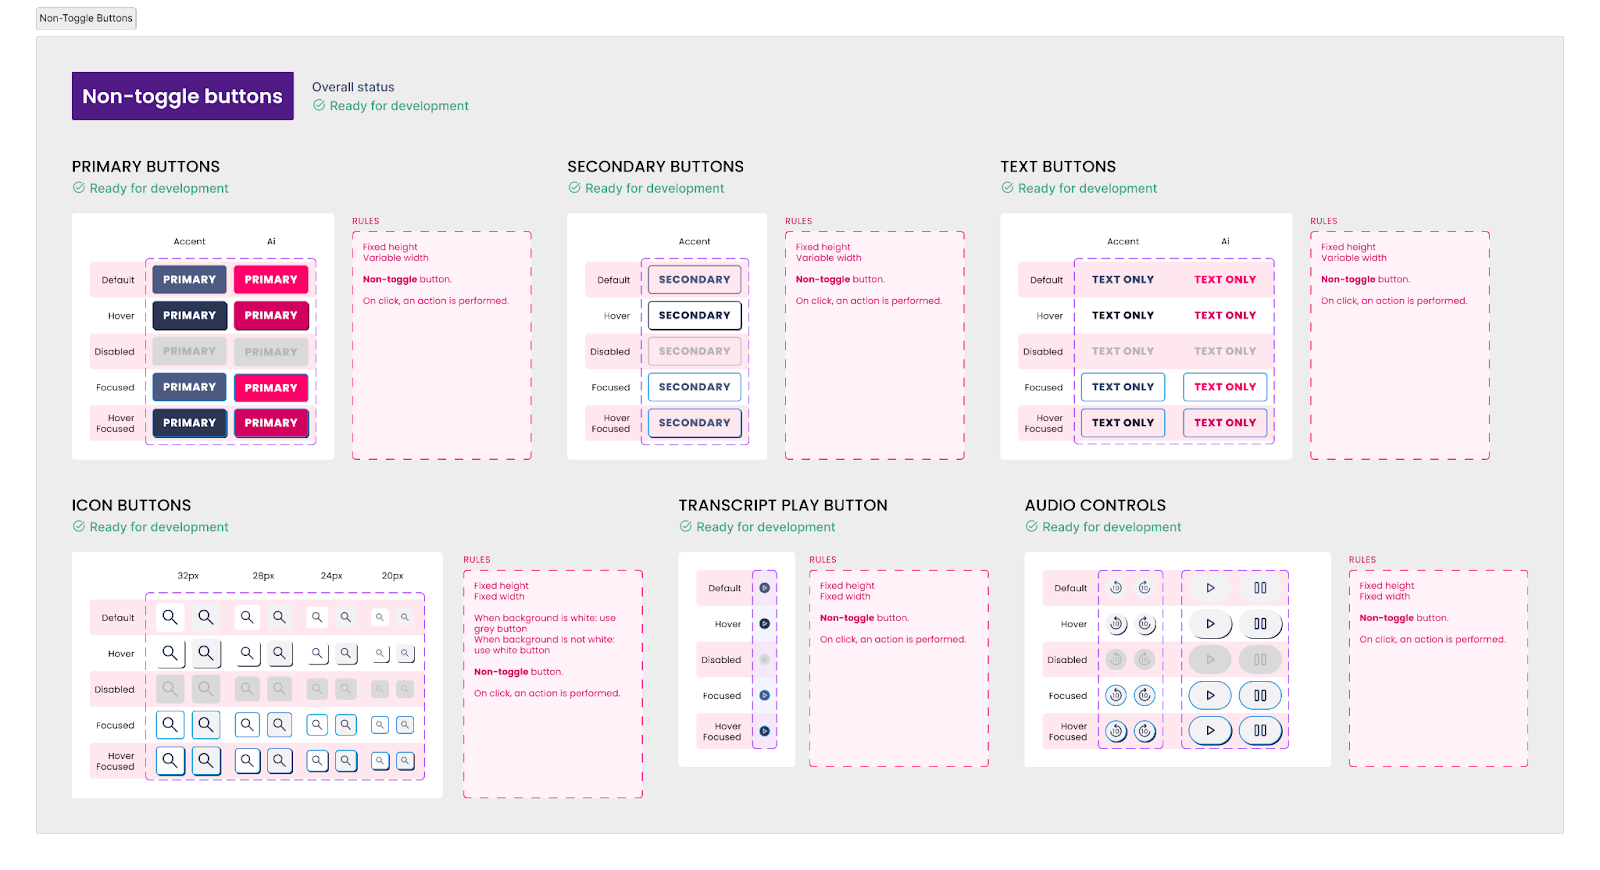 Non-Toggle Buttons
Non-toggle buttons
Overall status
Ready for development
PRIMARY BUTTONS
Ready for development
Accent
Ai
Default
PRIMARY
PRIMARY
Hover
PRIMARY
PRIMARY
Disabled
PRIMARY
PRIMARY
Focused
PRIMARY
PRIMARY
Hover
Focused
PRIMARY
PRIMARY
RULES
Fixed height
Variable width
Non-toggle button.
On click, an action is performed.
SECONDARY BUTTONS
Ready for development
Accent
Default
SECONDARY
Hover
SECONDARY
Disabled
SECONDARY
Focused
SECONDARY
Hover
Focused
SECONDARY
RULES
Fixed height
Variable width
Non-toggle button.
On click, an action is performed.
TEXT BUTTONS
Ready for development
Accent
Ai
Default
TEXT ONLY
TEXT ONLY
Hover
TEXT ONLY
TEXT ONLY
Disabled
TEXT ONLY
TEXT ONLY
Focused
TEXT ONLY
TEXT ONLY
Hover
Focused
TEXT ONLY
TEXT ONLY
RULES
Fixed height
Variable width
Non-toggle button.
On click, an action is performed.
ICON BUTTONS
Ready for development
32px
28px
24px
20px
Default
Hover
Disabled
Focused
Hover
Focused
RULES
Fixed height
Fixed width
When background is white: use
grey button
When background is not white:
use white button
Non-toggle button.
On click, an action is performed.
TRANSCRIPT PLAY BUTTON
Ready for development
Default
Hover
Disabled
Focused
Hover
Focused
RULES
Fixed height
Fixed width
Non-toggle button.
On click, an action is performed.
AUDIO CONTROLS
Ready for development
Default
10
10
Hover
10
10
Disabled
10
10
Focused
10
10
Hover
Focused
10
10
RULES
Fixed height
Fixed width
Non-toggle button.
On click, an action is performed.